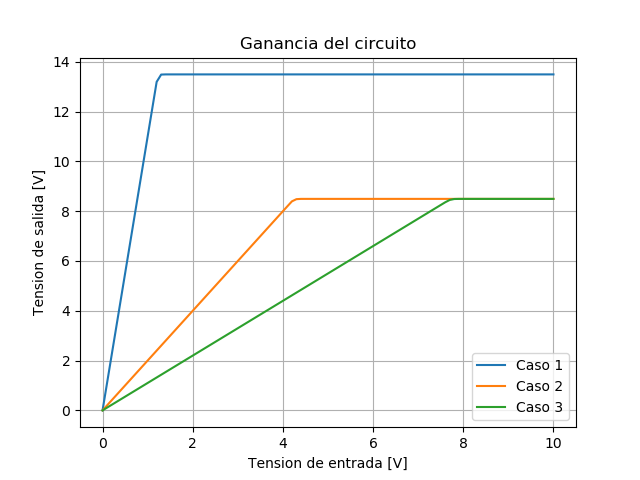 Ganancia del circuito
Tension de salida [V]
14
12
10
8
6
4
2
0
0 2 4 6 8 10
Tension de entrada [V]
Caso 1
Caso 2
Caso 3